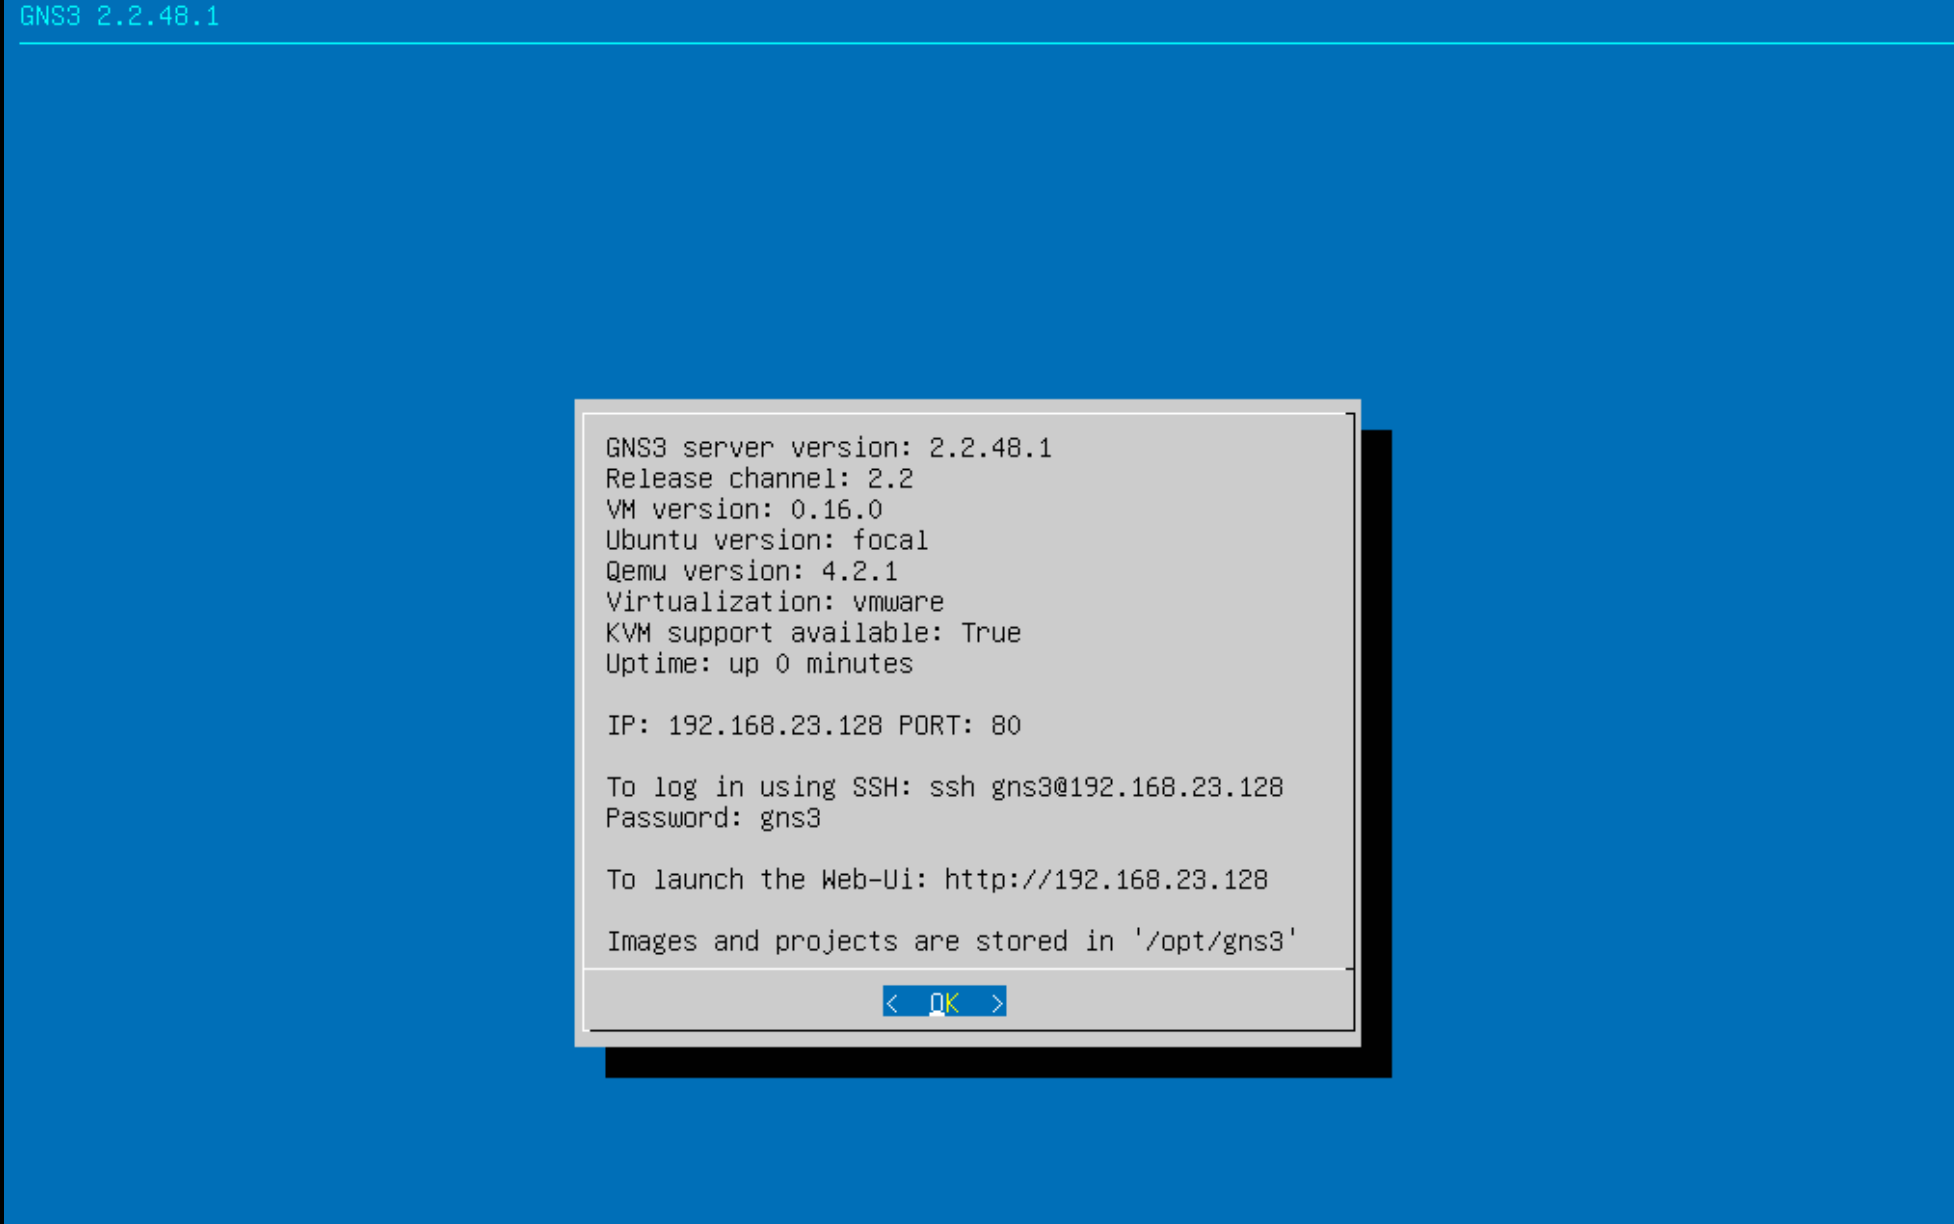 GNS3 2.2.48.1
GNS3 server version: 2.2.48.1
Release channel: 2.2
VM version: 0.16.0
Ubuntu version: focal
Qemu version: 4.2.1
Virtualization: vmware
KVM support available: True
Uptime: up 0 minutes
IP: 192.168.23.128 PORT: 80
To log in using SSH: ssh gns3@192.168.23.128
Password: gns3
To launch the Web-Ui: http://192.168.23.128
Images and projects are stored in '/opt/gns3'
< OK >